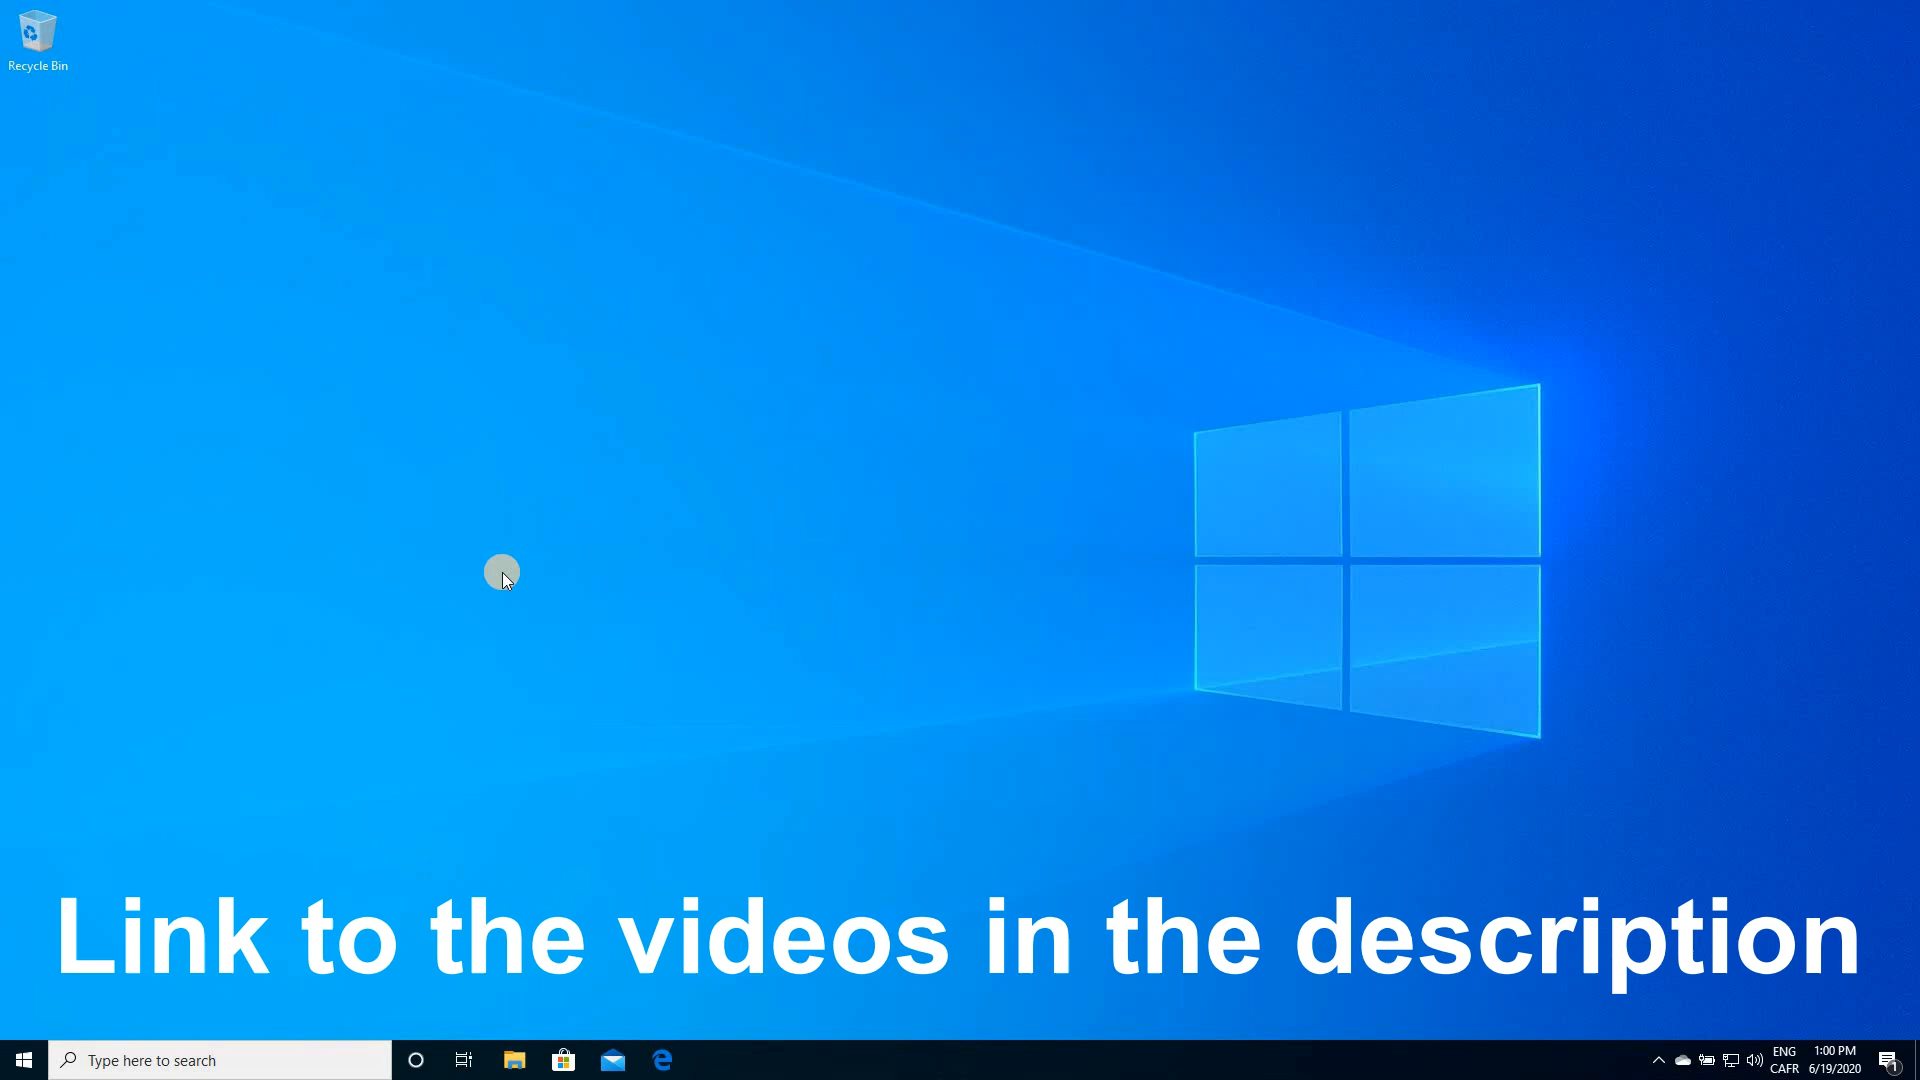 Recycle Bin
Link to the videos in the description
Type here to search
ENG
CAFR
1:00 PM
6/19/2020
1